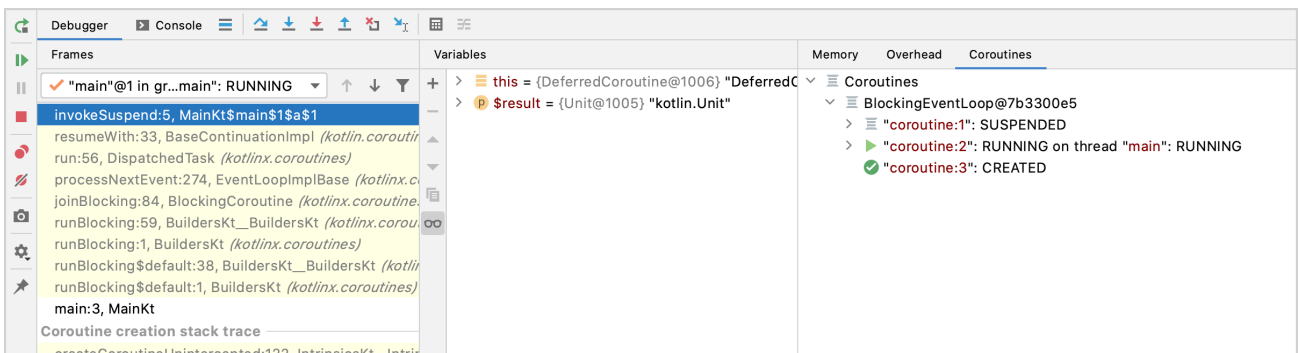 Debugger
Console
Frames
Variables
Memory
Overhead
Coroutines
"main"@1 in gr...main": RUNNING
invokeSuspend:5, MainKt$main$1$a$1
resumeWith:33, BaseContinuationImpl (kotlin.coroutin
run:56, DispatchedTask (kotlinx.coroutines)
processNextEvent:274, EventLoopImplBase (kotlinx.c
joinBlocking:84, BlockingCoroutine (kotlinx.coroutine.
runBlocking:59, BuildersKt__BuildersKt (kotlinx.corou
runBlocking:1, BuildersKt (kotlinx.coroutines)
runBlocking$default:38, BuildersKt__BuildersKt (kotli
runBlocking$default:1, BuildersKt (kotlinx.coroutines)
main:3, MainKt
Coroutine creation stack trace
this = {DeferredCoroutine@1006} "DeferredC
$result = {Unit@1005} "kotlin.Unit"
Coroutines
BlockingEventLoop@7b3300e5
"coroutine:1": SUSPENDED
"coroutine:2": RUNNING on thread "main": RUNNING
"coroutine:3": CREATED